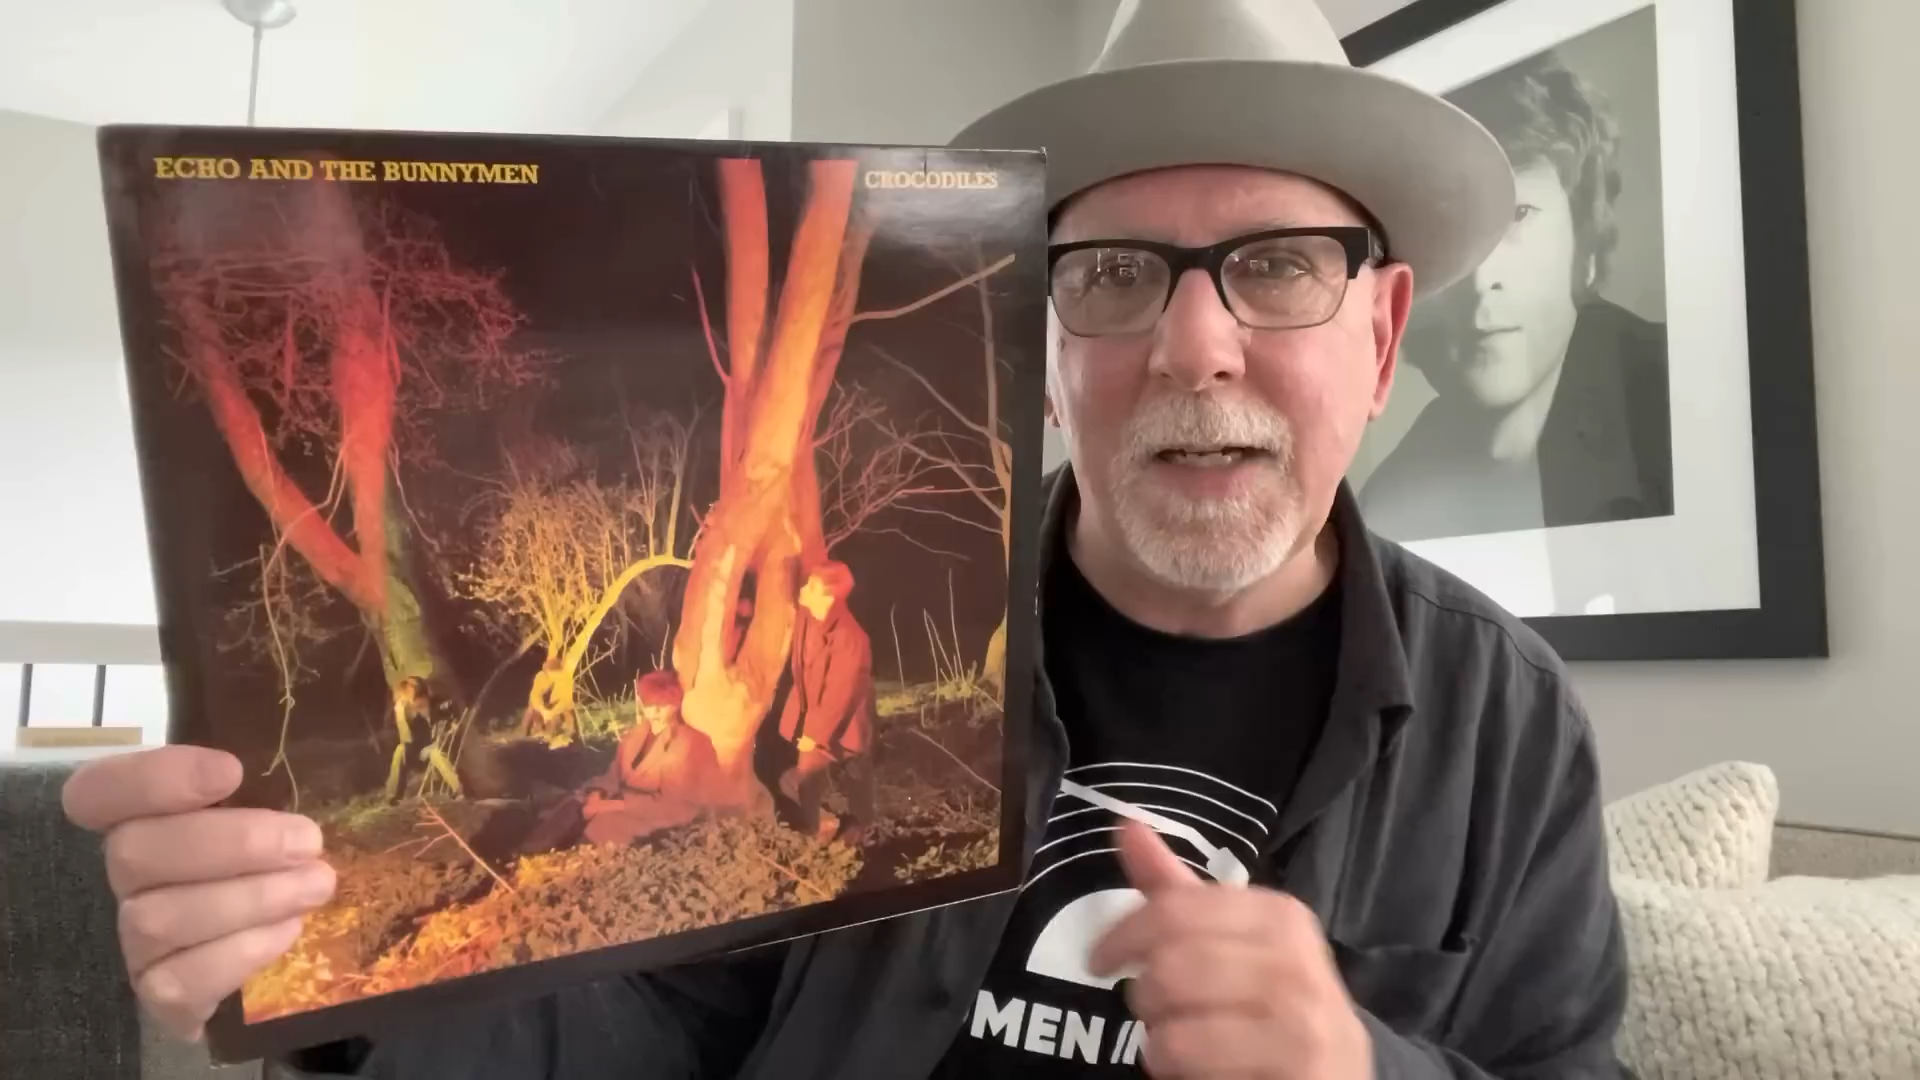 ECHO AND THE BUNNYMEN
CROCODILES
MEN